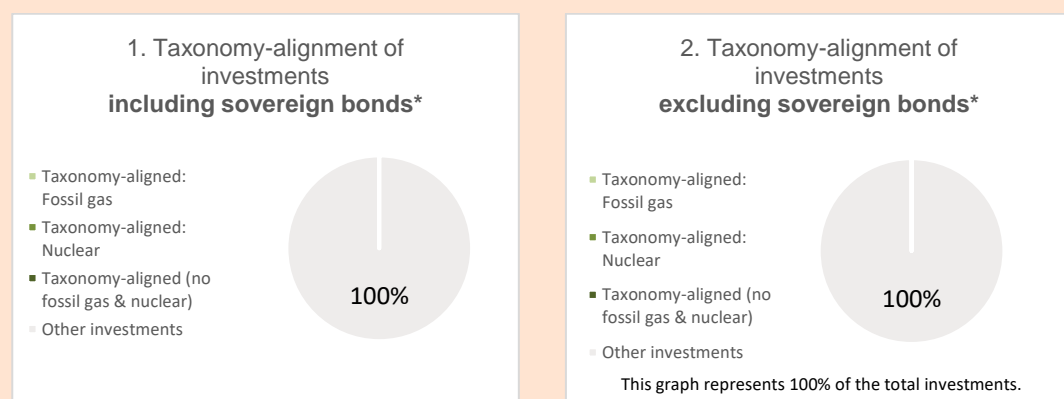 1. Taxonomy-alignment of
investments
including sovereign bonds*
Taxonomy-aligned:
Fossil gas
Taxonomy-aligned:
Nuclear
Taxonomy-aligned (no
fossil gas & nuclear)
Other investments
100%
2. Taxonomy-alignment of
investments
excluding sovereign bonds*
Taxonomy-aligned:
Fossil gas
Taxonomy-aligned:
Nuclear
Taxonomy-aligned (no
fossil gas & nuclear)
Other investments
100%
This graph represents 100% of the total investments.